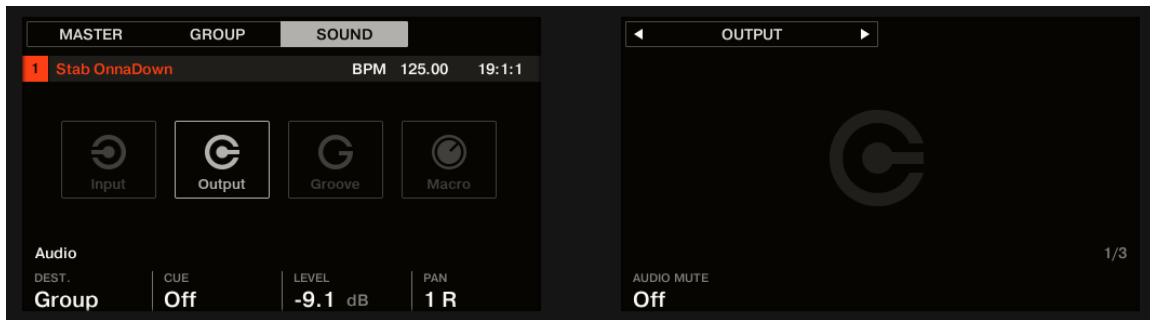 MASTER GROUP SOUND
1 Stab OnnaDown BPM 125.00 19:1:1
Input Output Groove Macro
Audio
DEST. CUE LEVEL PAN
Group Off -9.1 dB 1 R
OUTPUT
1/3
AUDIO MUTE
Off